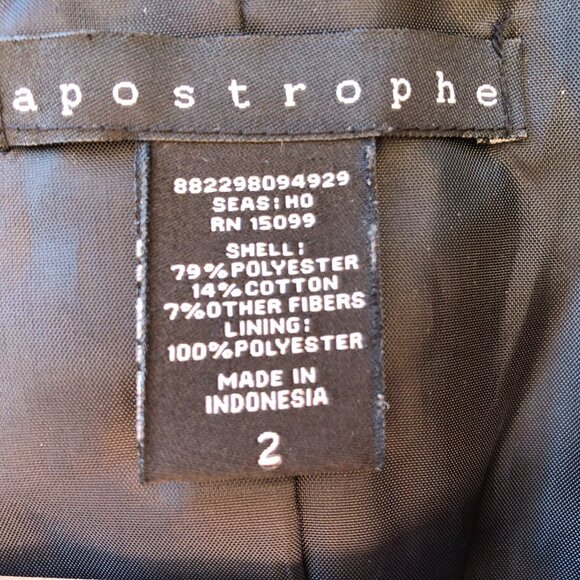 apostrophe
882298094929
SEAS: HO
RN 15099
SHELL:
79% POLYESTER
14% COTTON
7% OTHER FIBERS
LINING:
100% POLYESTER
MADE IN
INDONESIA
2